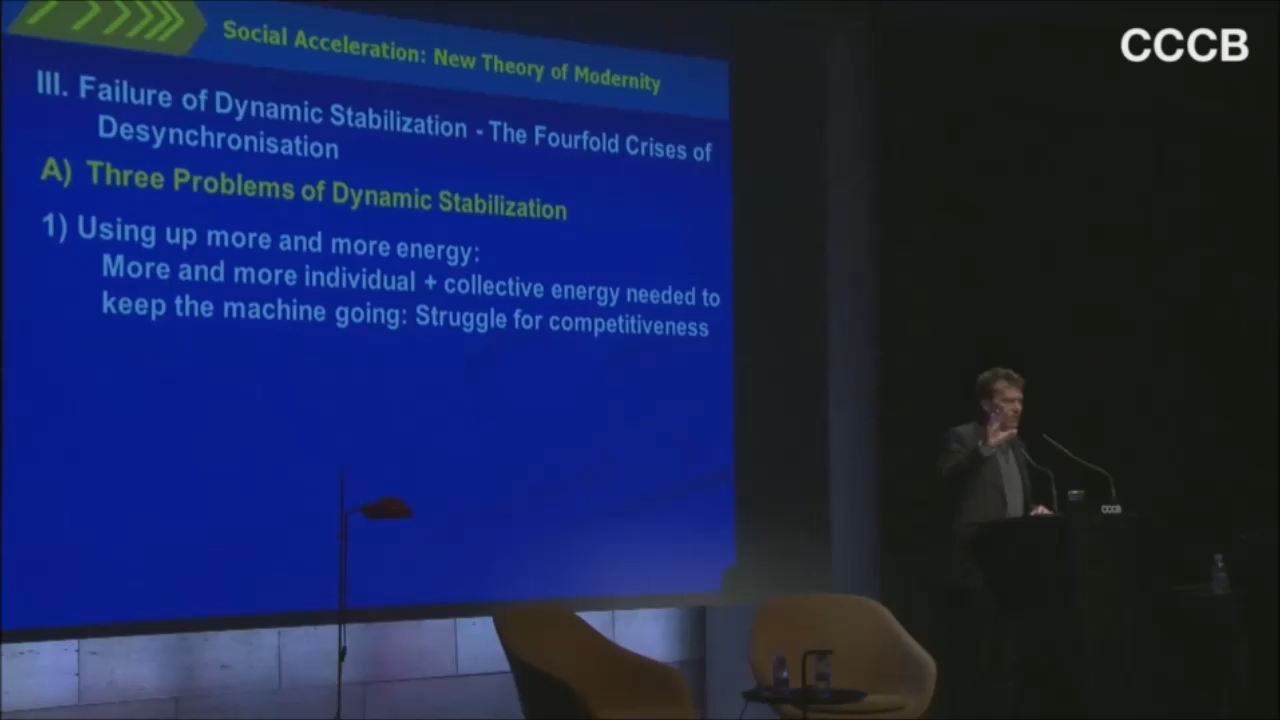 CCCB
Social Acceleration: New Theory of Modernity
III. Failure of Dynamic Stabilization - The Fourfold Crises of
Desynchronisation
A) Three Problems of Dynamic Stabilization
1) Using up more and more energy:
More and more individual + collective energy needed to
keep the machine going: Struggle for competitiveness
CCCB